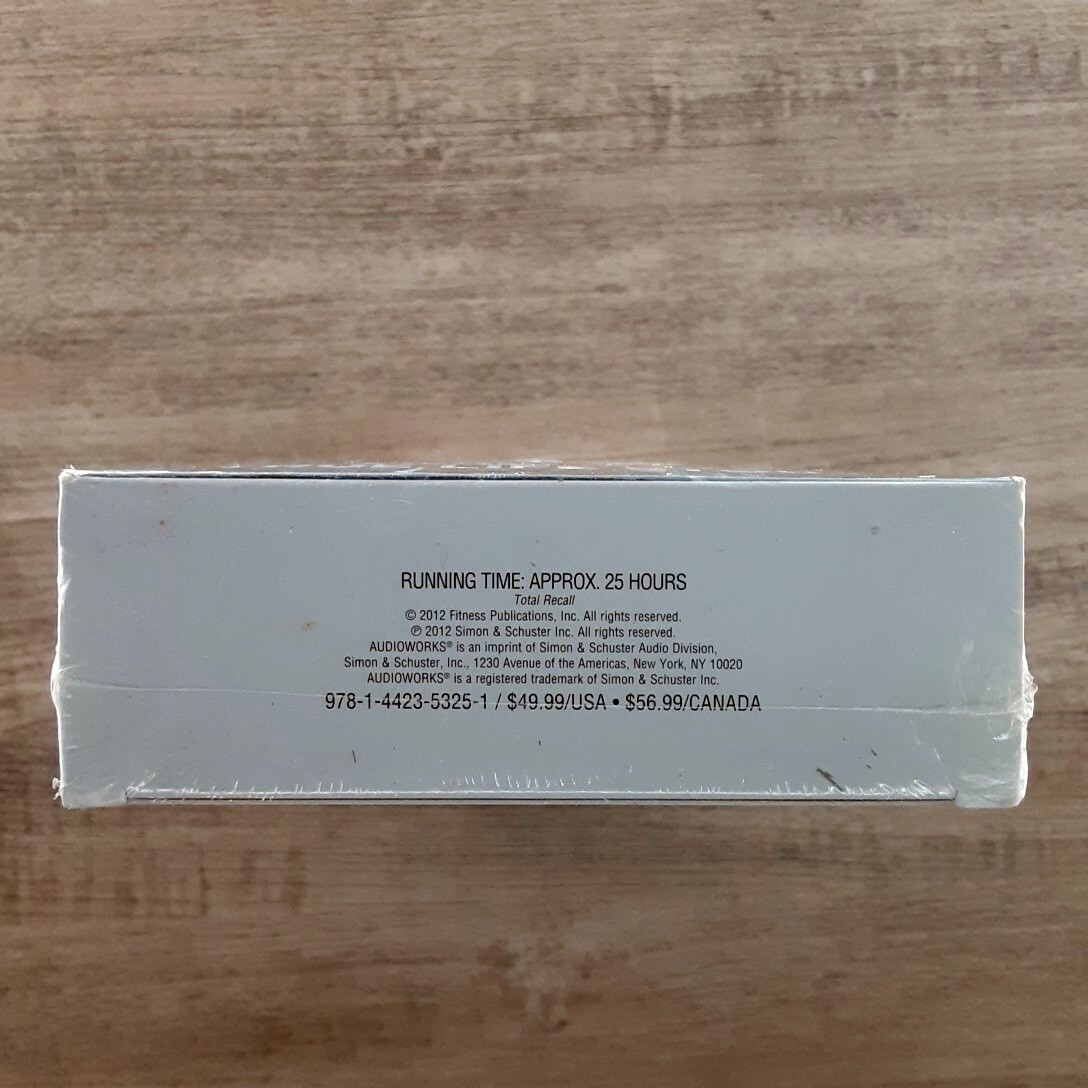 RUNNING TIME: APPROX. 25 HOURS
Total Recall
© 2012 Fitness Publications, Inc. All rights reserved.
℗ 2012 Simon & Schuster Inc. All rights reserved.
AUDIOWORKS® is an imprint of Simon & Schuster Audio Division,
Simon & Schuster, Inc., 1230 Avenue of the Americas, New York, NY 10020
AUDIOWORKS® is a registered trademark of Simon & Schuster Inc.
978-1-4423-5325-1 / $49.99/USA • $56.99/CANADA